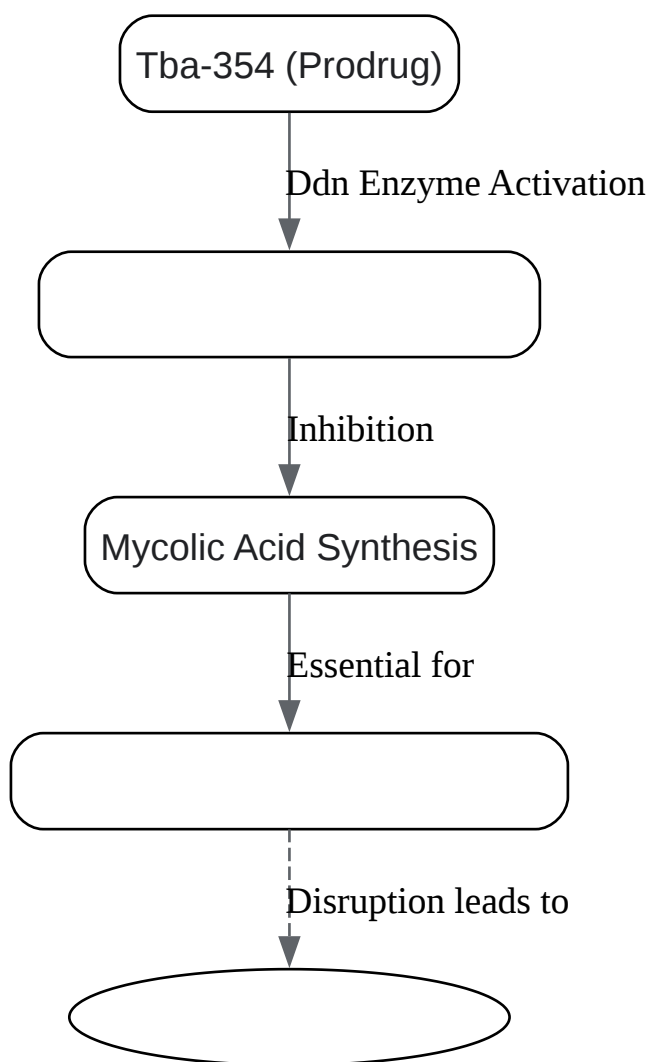 Tba-354 (Prodrug)
Ddn Enzyme Activation
Inhibition
Mycolic Acid Synthesis
Essential for
Disruption leads to